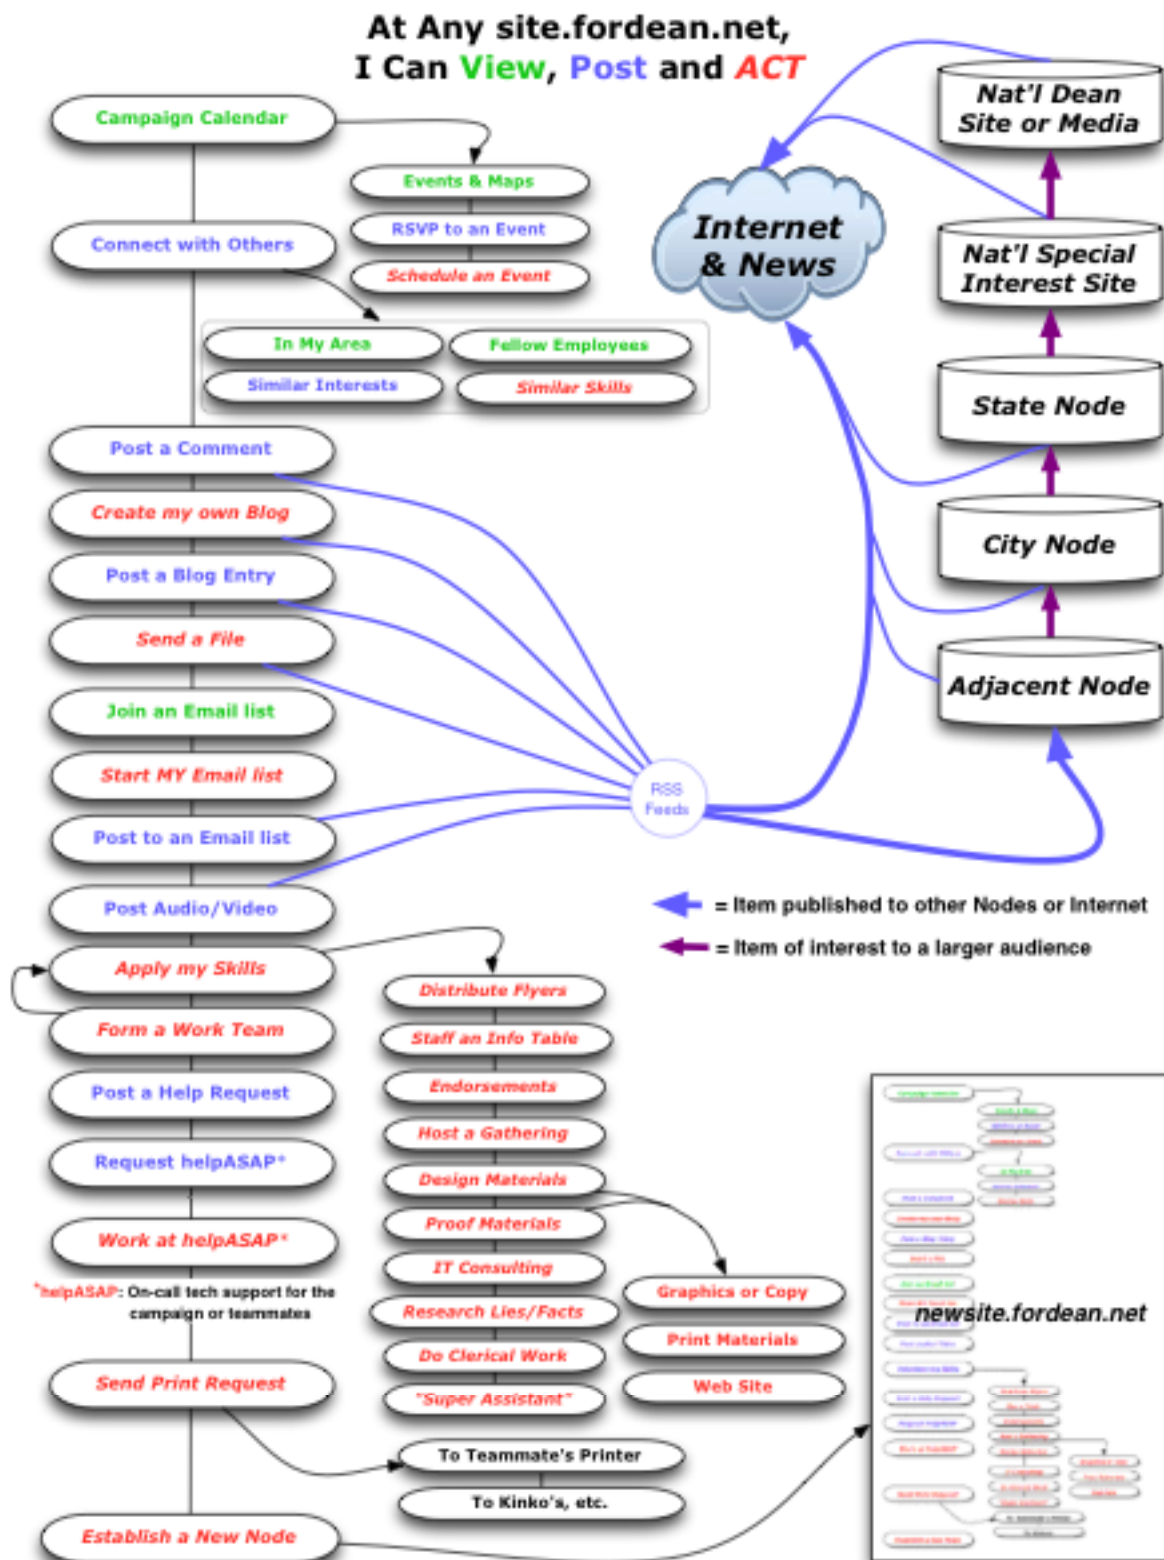 At Any site.fordean.net,
I Can View, Post and ACT
Campaign Calendar
Events & Maps
RSVP to an Event
Schedule an Event
Connect with Others
In My Area
Fellow Employees
Similar Interests
Similar Skills
Post a Comment
Create my own Blog
Post a Blog Entry
Send a File
Join an Email list
Start MY Email list
Post to an Email list
Post Audio/Video
Apply my Skills
Form a Work Team
Post a Help Request
Request helpASAP*
Work at helpASAP*
*helpASAP: On-call tech support for the
campaign or teammates
Send Print Request
Establish a New Node
Distribute Flyers
Staff an Info Table
Endorsements
Host a Gathering
Design Materials
Proof Materials
IT Consulting
Research Lies/Facts
Do Clerical Work
"Super Assistant"
Graphics or Copy
Print Materials
Web Site
To Teammate's Printer
To Kinko's, etc.
RSS
Feeds
Internet
& News
Nat'l Dean
Site or Media
Nat'l Special
Interest Site
State Node
City Node
Adjacent Node
= Item published to other Nodes or Internet
= Item of interest to a larger audience
newsite.fordean.net